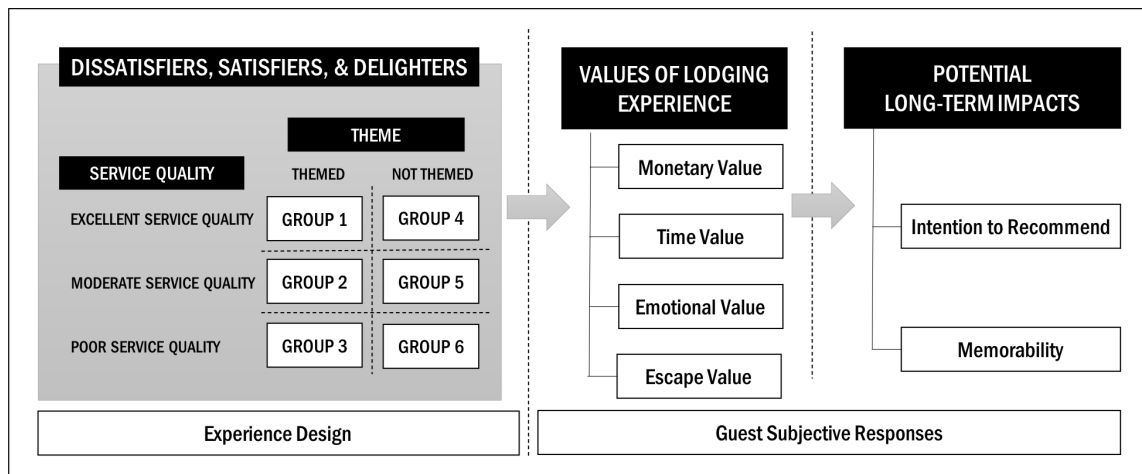 DISSATISFIERS, SATISFIERS, & DELIGHTERS
THEME
SERVICE QUALITY
THEMED
NOT THEMED
EXCELLENT SERVICE QUALITY
GROUP 1
GROUP 4
MODERATE SERVICE QUALITY
GROUP 2
GROUP 5
POOR SERVICE QUALITY
GROUP 3
GROUP 6
Experience Design
VALUES OF LODGING
EXPERIENCE
Monetary Value
Time Value
Emotional Value
Escape Value
POTENTIAL
LONG-TERM IMPACTS
Intention to Recommend
Memorability
Guest Subjective Responses